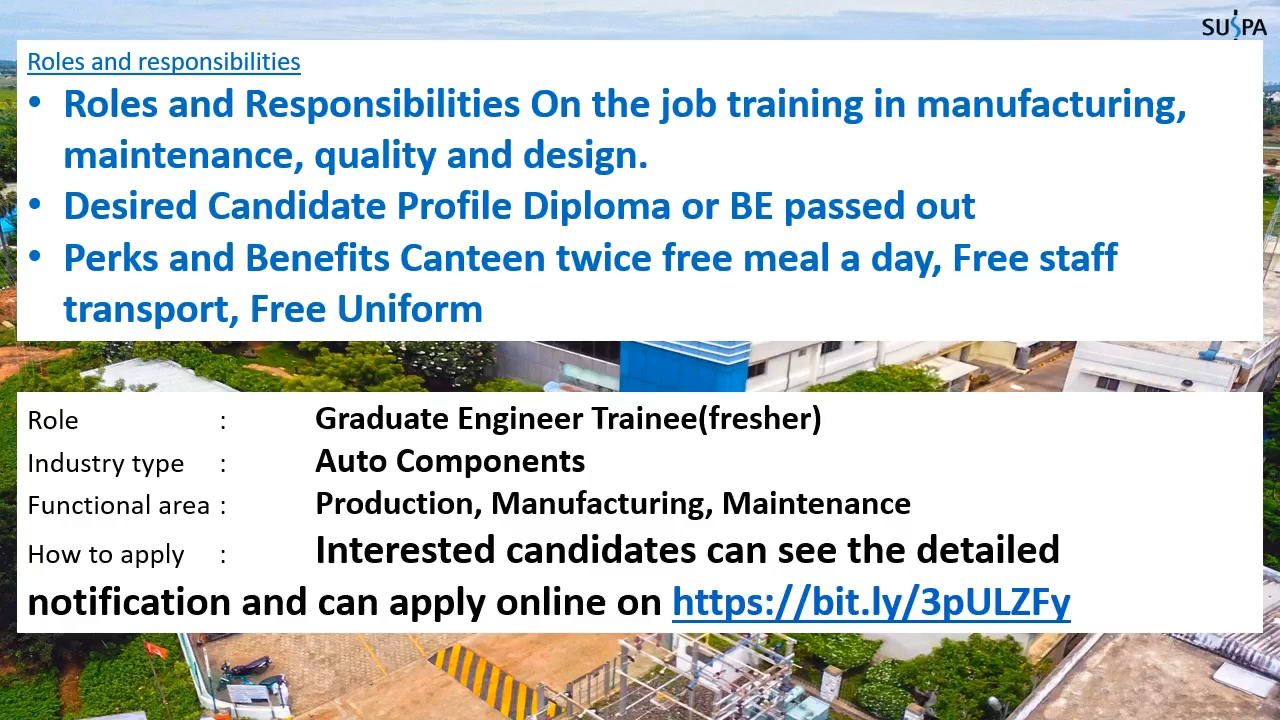 SUSPA
Roles and responsibilities
• Roles and Responsibilities On the job training in manufacturing,
maintenance, quality and design.
• Desired Candidate Profile Diploma or BE passed out
• Perks and Benefits Canteen twice free meal a day, Free staff
transport, Free Uniform
Role : Graduate Engineer Trainee(fresher)
Industry type : Auto Components
Functional area : Production, Manufacturing, Maintenance
How to apply : Interested candidates can see the detailed
notification and can apply online on https://bit.ly/3pULZFy